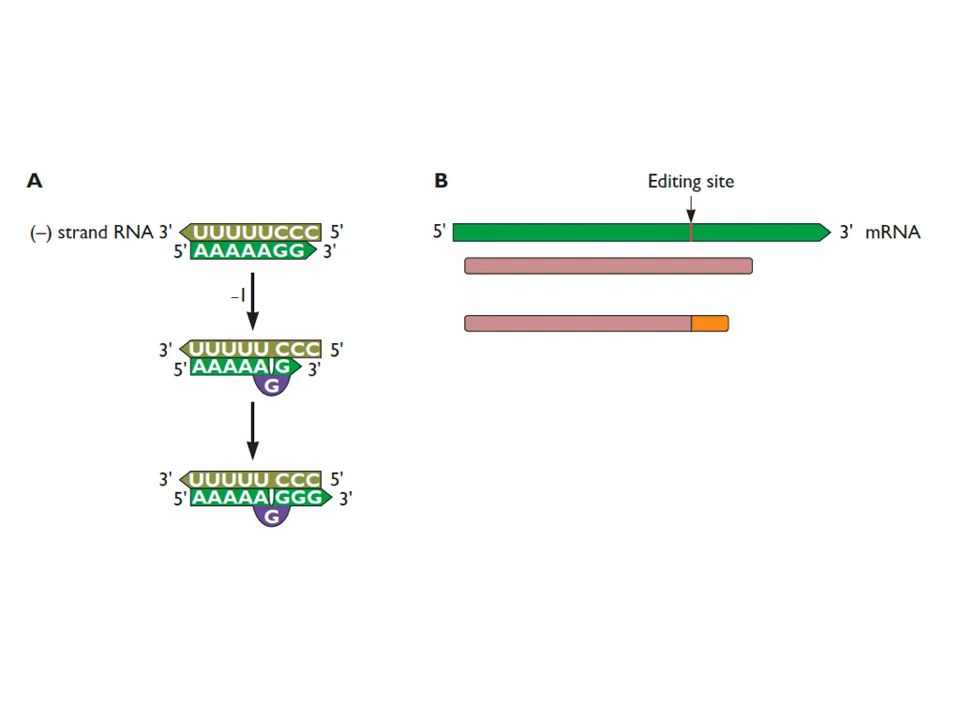 A
(–) strand RNA 3' UUUUUCCC 5'
5' AAAAAGG 3'
–1
3' UUUUU CCC 5'
5' AAAAA G 3'
G
3' UUUUU CCC 5'
5' AAAAA GGG 3'
G
B
Editing site
5' 3' mRNA